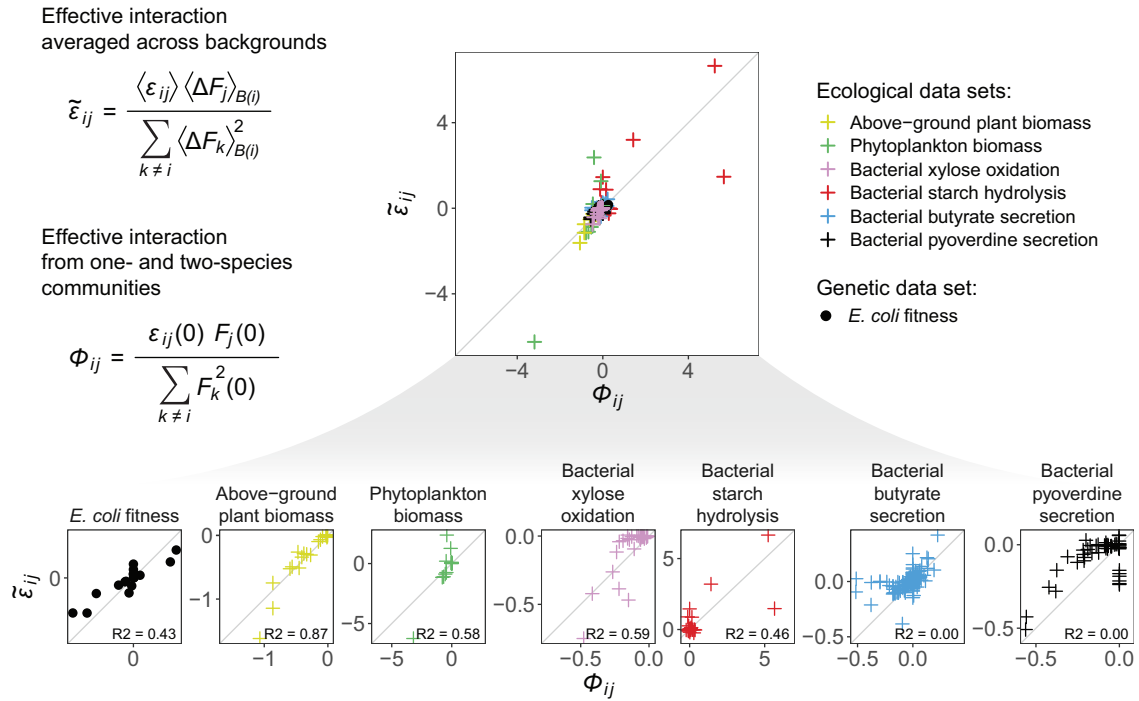 Effective interaction
averaged across backgrounds
ε̃ij = ⟨εij⟩ ⟨ΔFj⟩B(i) / ∑k ≠ i ⟨ΔFk⟩²B(i)
Effective interaction
from one- and two-species
communities
Φij = εij(0) Fj(0) / ∑k ≠ i Fk²(0)
4
0
−4
ε̃ij
−4 0 4
Φij
Ecological data sets:
Above−ground plant biomass
Phytoplankton biomass
Bacterial xylose oxidation
Bacterial starch hydrolysis
Bacterial butyrate secretion
Bacterial pyoverdine secretion
Genetic data set:
E. coli fitness
E. coli fitness
ε̃ij
0
0
R2 = 0.43
Above−ground
plant biomass
0
−1
R2 = 0.87
−1 0
Phytoplankton
biomass
0
−5
R2 = 0.58
−5 0
Bacterial
xylose
oxidation
0.0
−0.5
R2 = 0.59
−0.5 0.0
Bacterial
starch
hydrolysis
5
0
R2 = 0.46
0 5
Bacterial
butyrate
secretion
0.0
−0.5
R2 = 0.00
−0.5 0.0
Bacterial
pyoverdine
secretion
0.0
−0.5
R2 = 0.00
−0.5 0.0
Φij